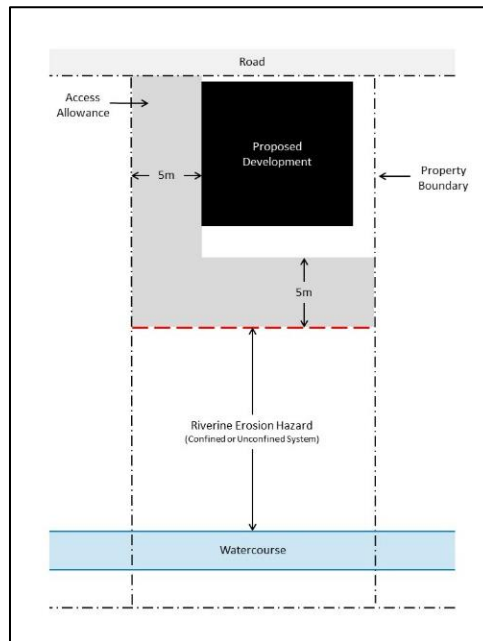 Road
Access
Allowance
Proposed
Development
5m
Property
Boundary
5m
Riverine Erosion Hazard
(Confined or Unconfined System)
Watercourse